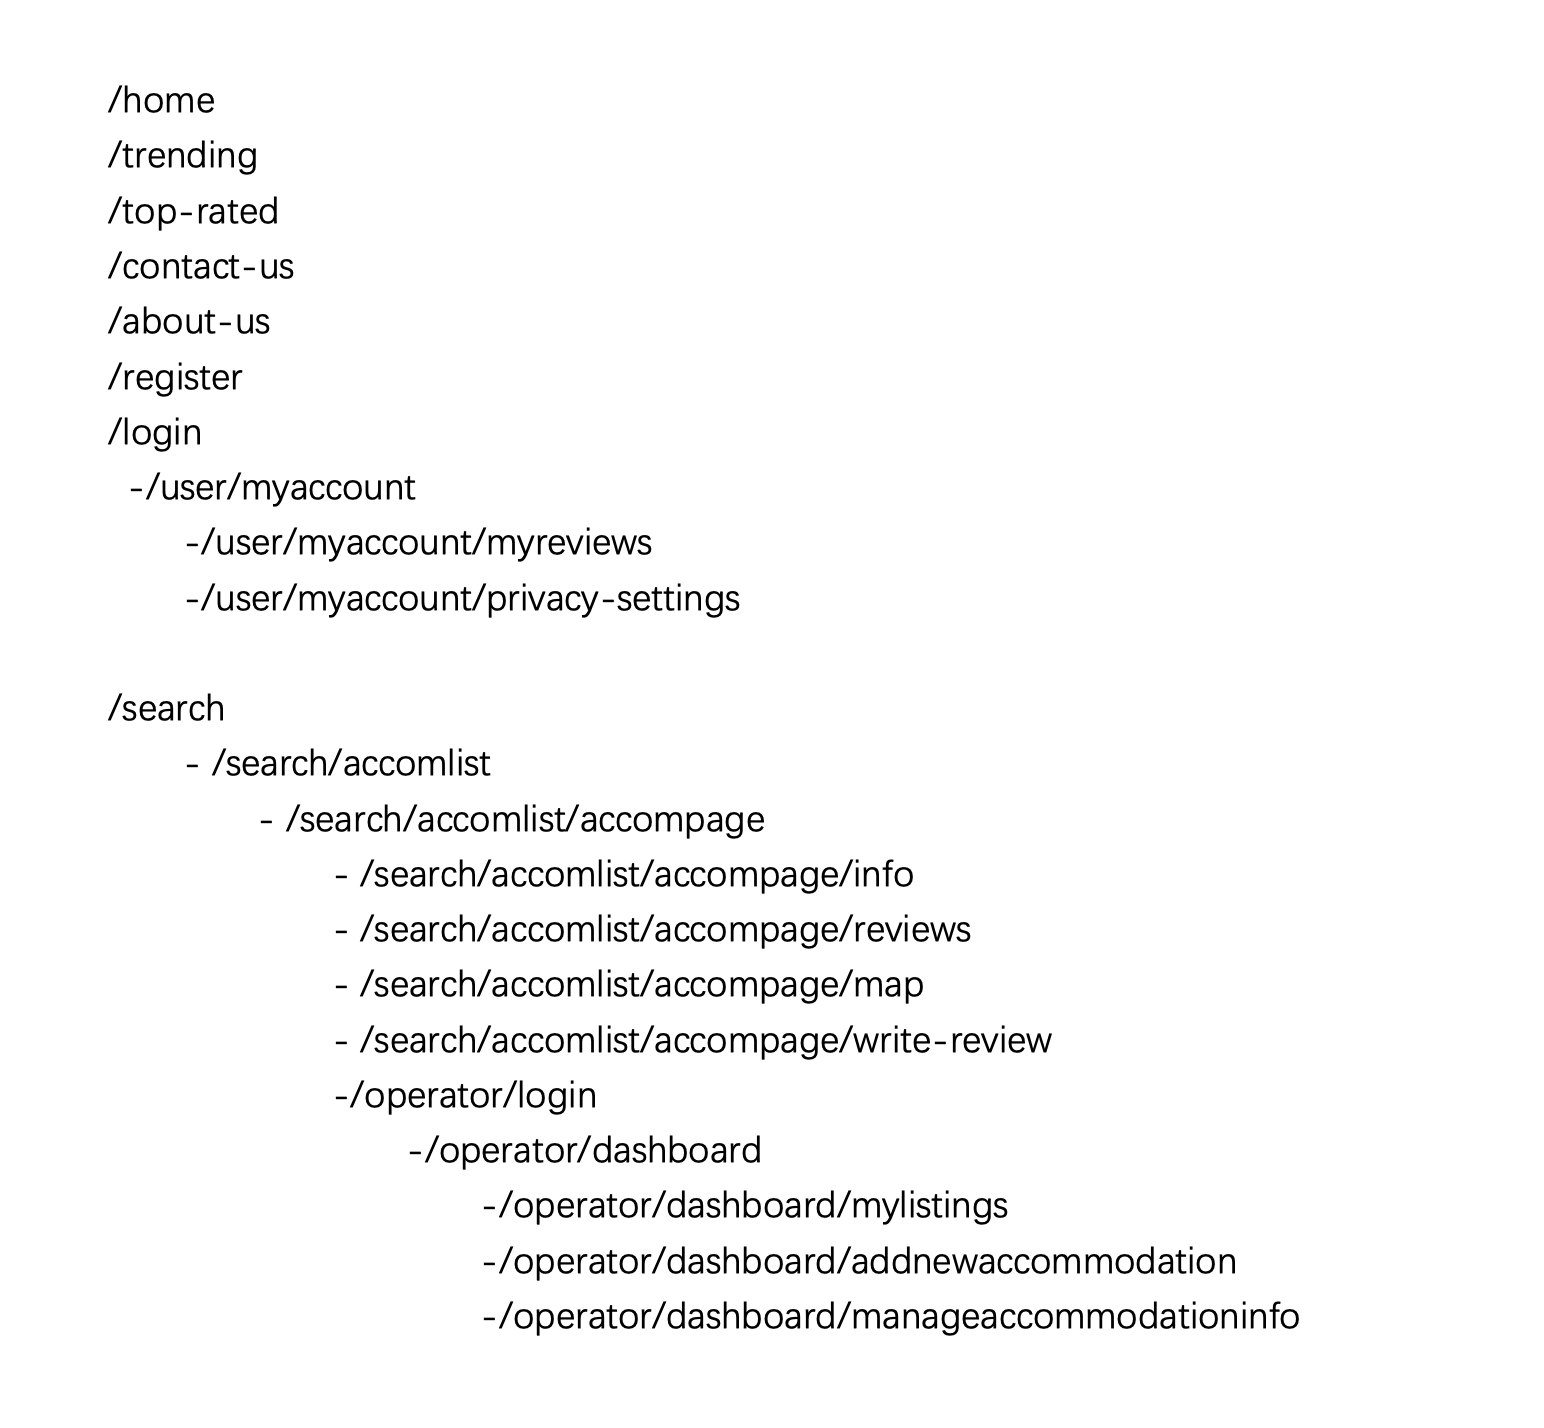 /home
/trending
/top-rated
/contact-us
/about-us
/register
/login
-/user/myaccount
-/user/myaccount/myreviews
-/user/myaccount/privacy-settings
/search
- /search/accomlist
- /search/accomlist/accompage
- /search/accomlist/accompage/info
- /search/accomlist/accompage/reviews
- /search/accomlist/accompage/map
- /search/accomlist/accompage/write-review
-/operator/login
-/operator/dashboard
-/operator/dashboard/mylistings
-/operator/dashboard/addnewaccommodation
-/operator/dashboard/manageaccommodationinfo